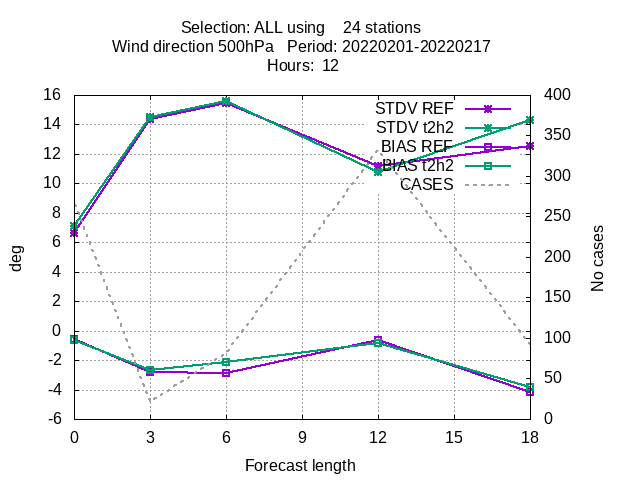 Selection: ALL using    24 stations
Wind direction 500hPa   Period: 20220201-20220217
Hours:  12
16
14
12
10
8
6
4
2
0
-2
-4
-6
deg
STDV REF
STDV t2h2
BIAS REF
BIAS t2h2
CASES
400
350
300
250
200
150
100
50
0
No cases
0
3
6
9
12
15
18
Forecast length